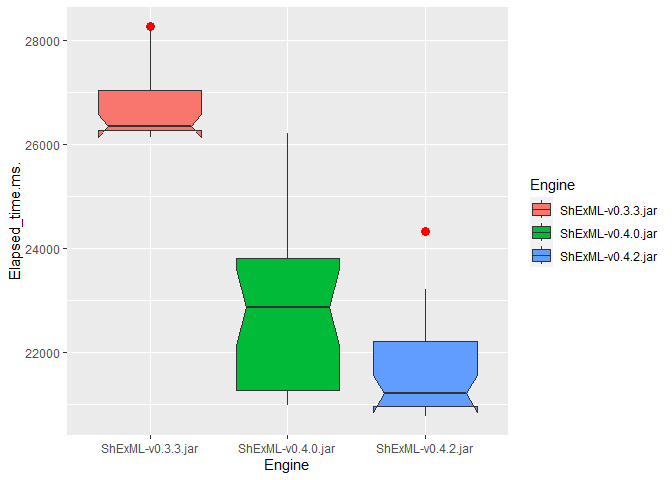 28000
26000
24000
22000
Elapsed_time.ms.
ShExML-v0.3.3.jar ShExML-v0.4.0.jar ShExML-v0.4.2.jar
Engine
Engine
ShExML-v0.3.3.jar
ShExML-v0.4.0.jar
ShExML-v0.4.2.jar